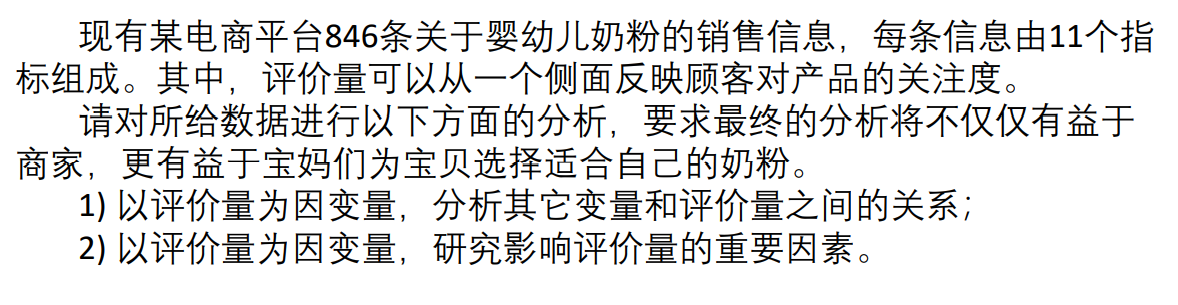 现有某电商平台846条关于婴幼儿奶粉的销售信息，每条信息由11个指
标组成。其中，评价量可以从一个侧面反映顾客对产品的关注度。
请对所给数据进行以下方面的分析，要求最终的分析将不仅仅有益于
商家，更有益于宝妈们为宝贝选择适合自己的奶粉。
1) 以评价量为因变量，分析其它变量和评价量之间的关系；
2) 以评价量为因变量，研究影响评价量的重要因素。